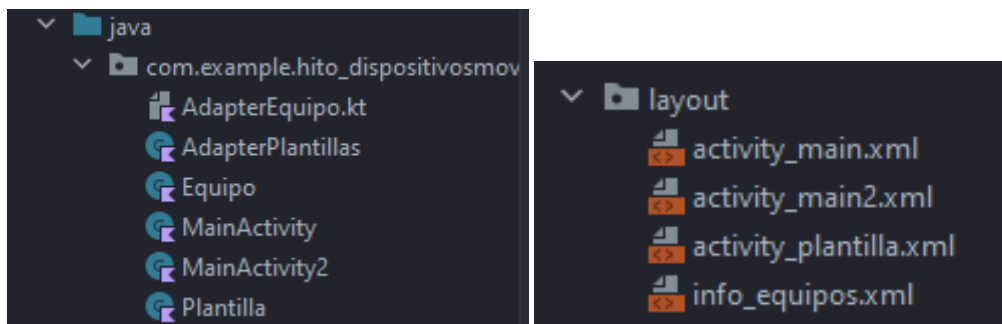 java
com.example.hito_dispositivosmov
AdapterEquipo.kt
AdapterPlantillas
Equipo
MainActivity
MainActivity2
Plantilla
layout
activity_main.xml
activity_main2.xml
activity_plantilla.xml
info_equipos.xml